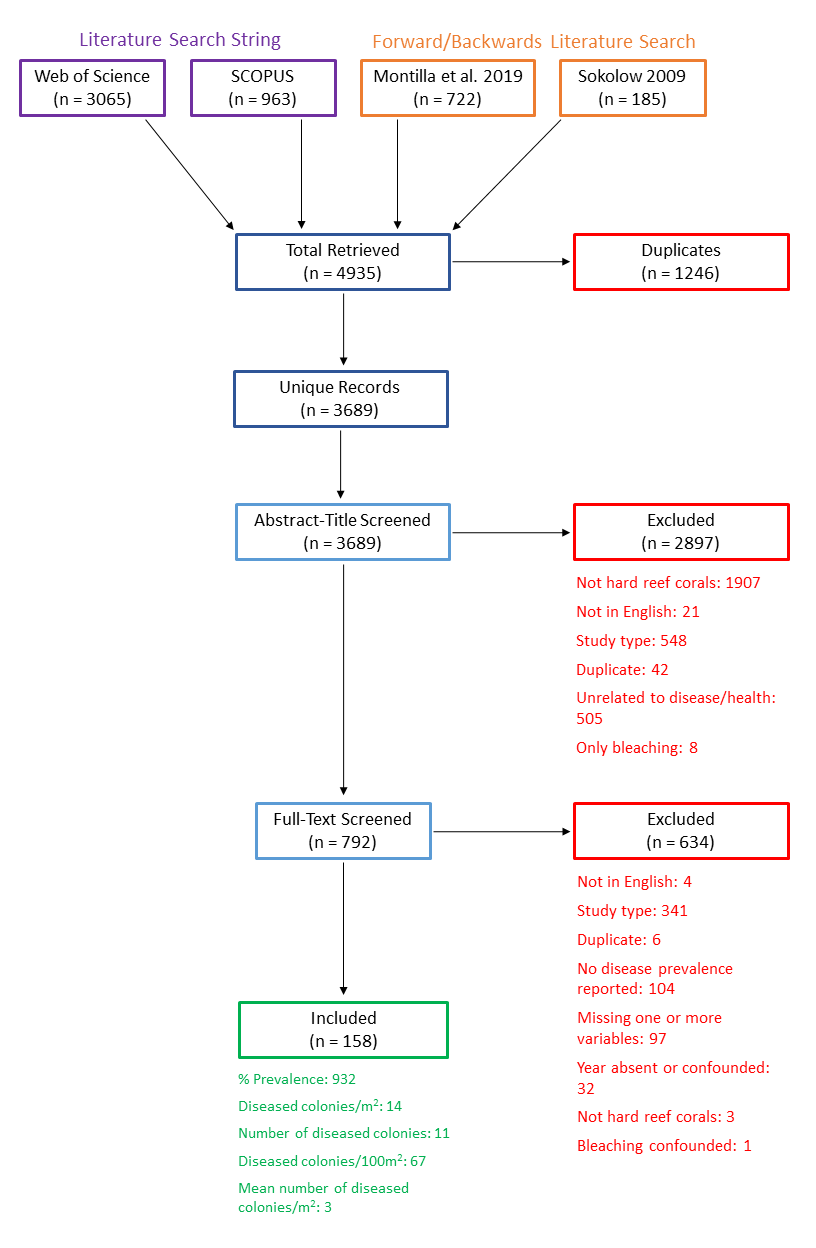 Literature Search String
Forward/Backwards Literature Search
Web of Science
(n = 3065)
SCOPUS
(n = 963)
Montilla et al. 2019
(n = 722)
Sokolow 2009
(n = 185)
Total Retrieved
(n = 4935)
Duplicates
(n = 1246)
Unique Records
(n = 3689)
Abstract-Title Screened
(n = 3689)
Excluded
(n = 2897)
Not hard reef corals: 1907
Not in English: 21
Study type: 548
Duplicate: 42
Unrelated to disease/health:
505
Only bleaching: 8
Full-Text Screened
(n = 792)
Excluded
(n = 634)
Not in English: 4
Study type: 341
Duplicate: 6
No disease prevalence
reported: 104
Missing one or more
variables: 97
Year absent or confounded:
32
Not hard reef corals: 3
Bleaching confounded: 1
Included
(n = 158)
% Prevalence: 932
Diseased colonies/m²: 14
Number of diseased colonies: 11
Diseased colonies/100m²: 67
Mean number of diseased
colonies/m²: 3